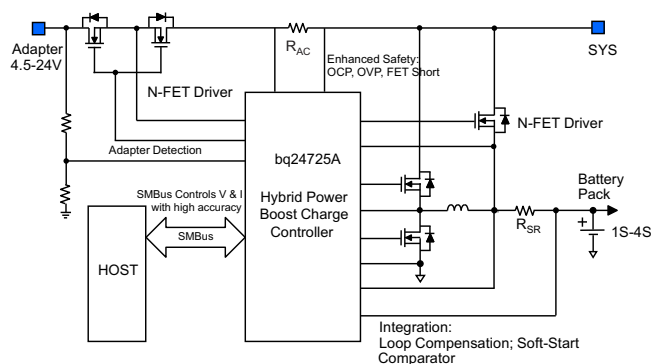 Adapter
4.5-24V
R_AC
Enhanced Safety:
OCP, OVP, FET Short
SYS
N-FET Driver
N-FET Driver
Adapter Detection
bq24725A
Hybrid Power
Boost Charge
Controller
SMBus Controls V & I
with high accuracy
SMBus
HOST
R_SR
Battery
Pack
+
1S-4S
Integration:
Loop Compensation; Soft-Start
Comparator